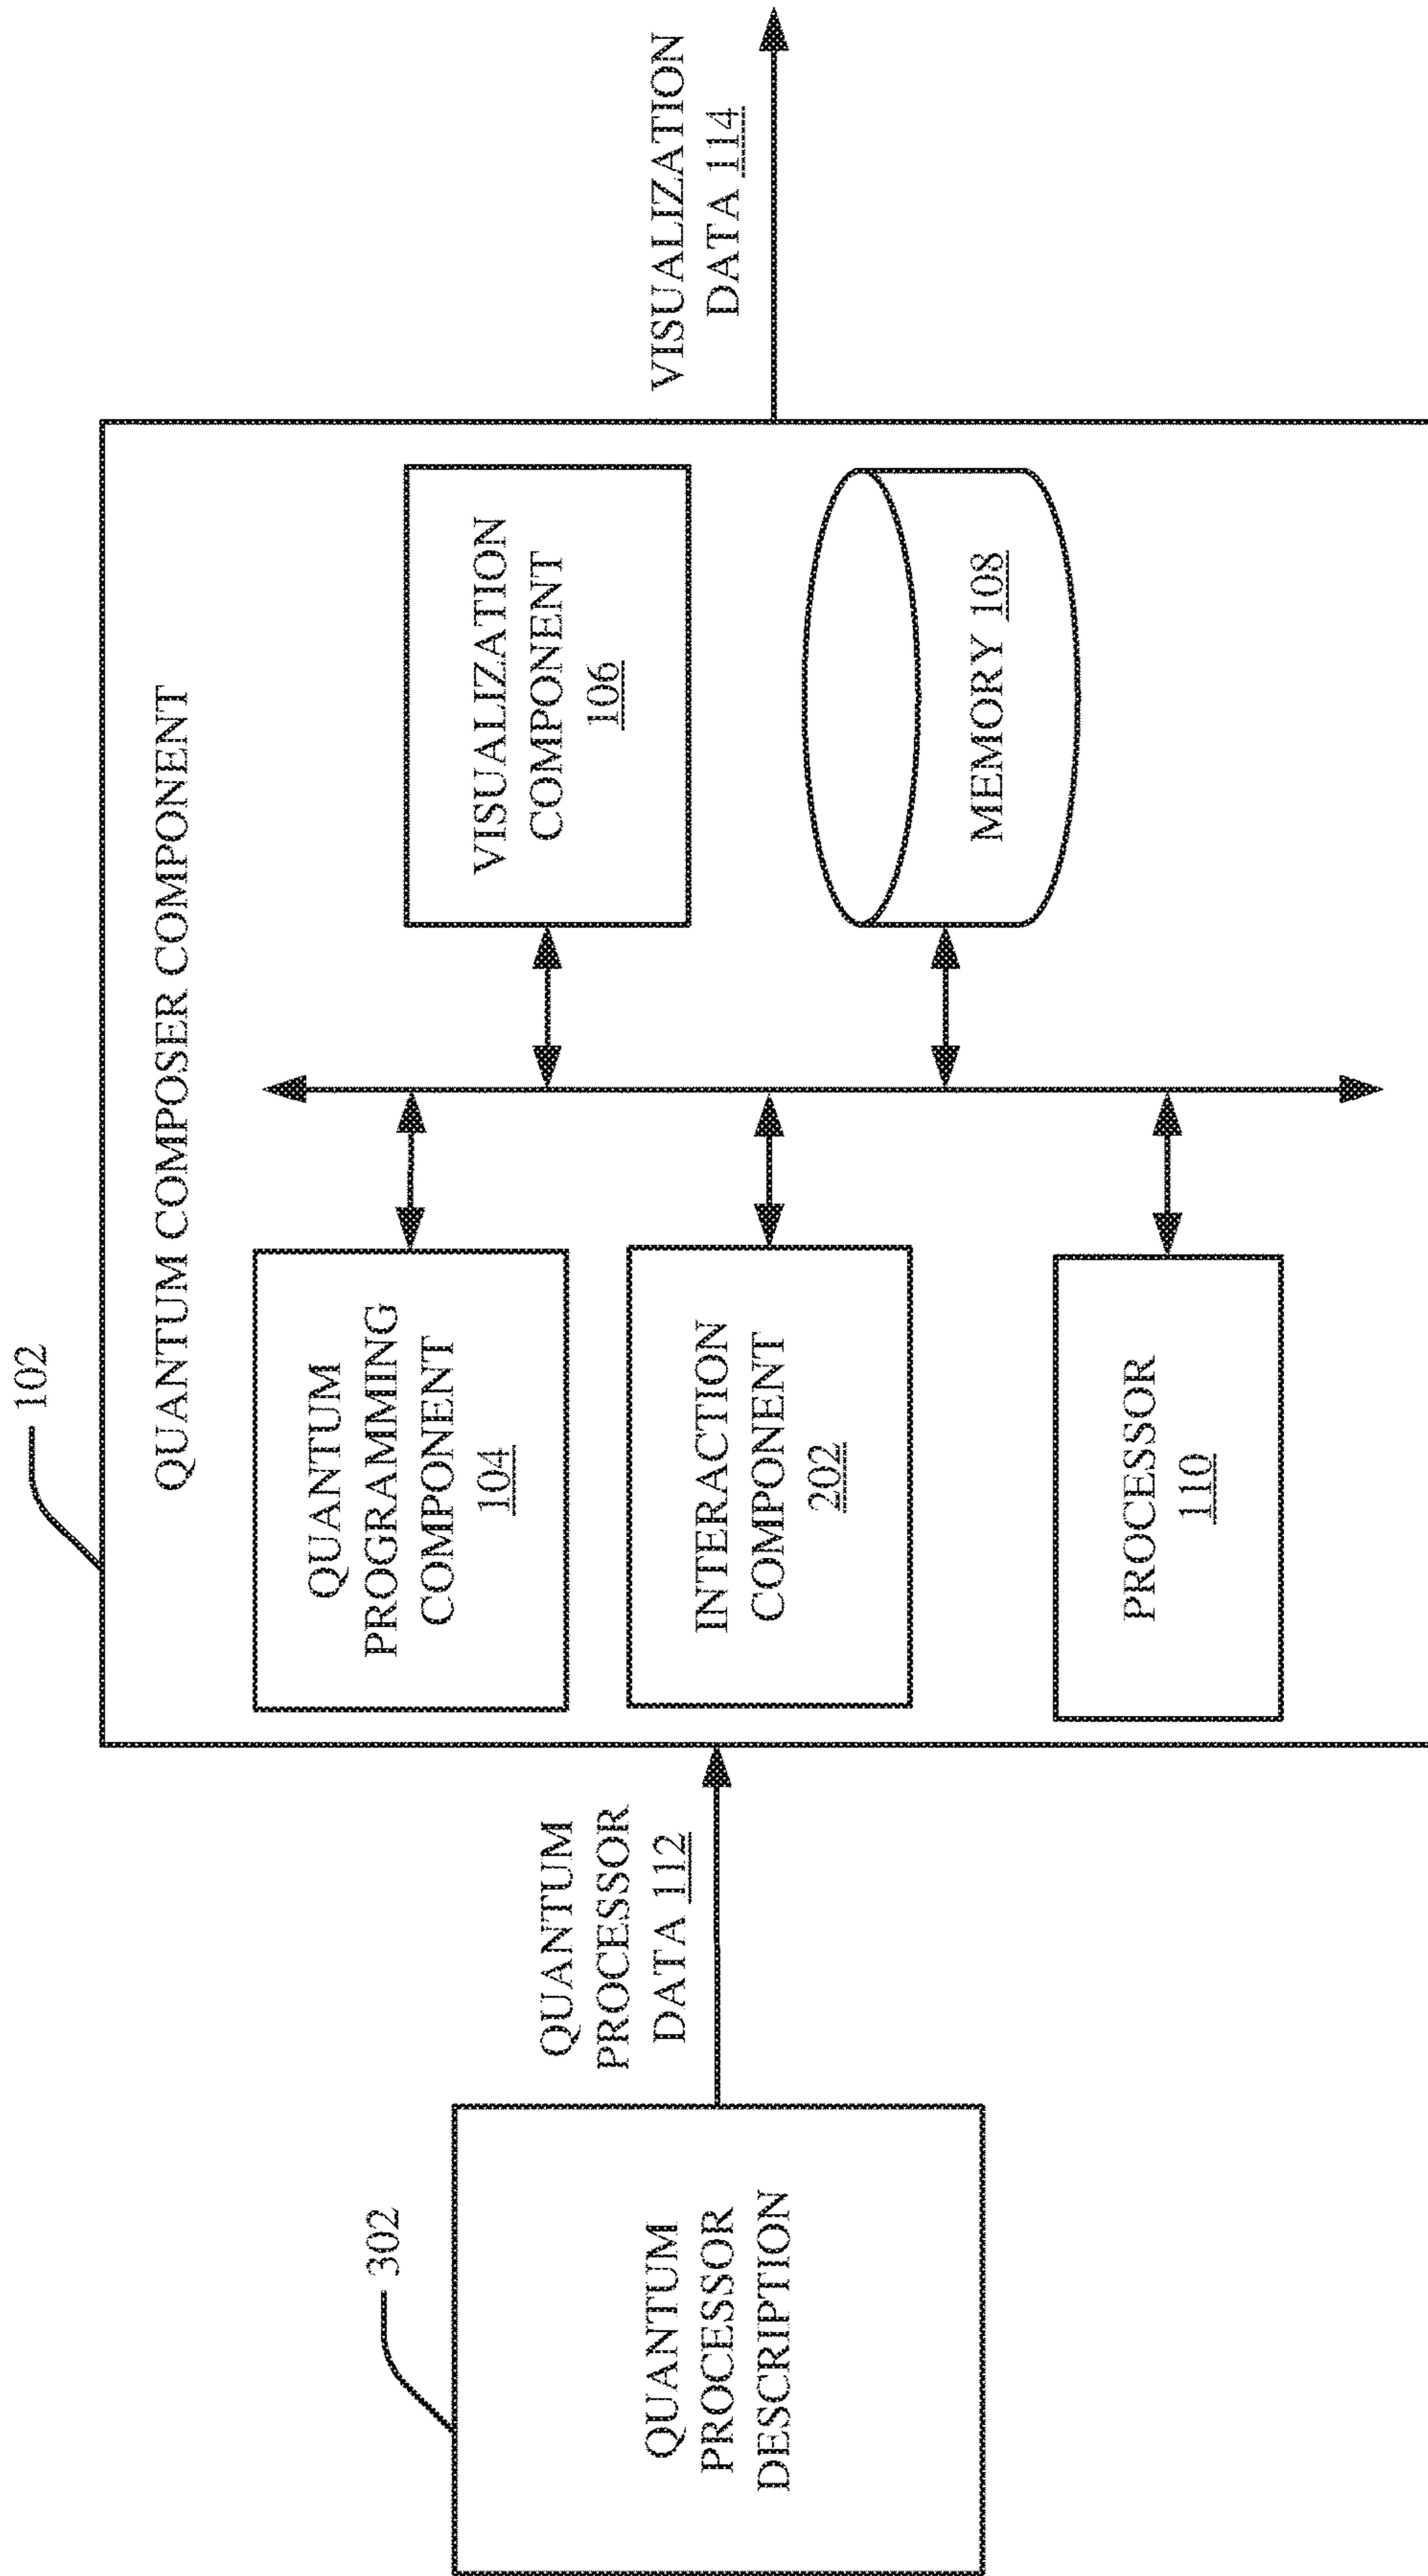 102
QUANTUM COMPOSER COMPONENT
302
QUANTUM
PROCESSOR
DESCRIPTION
QUANTUM
PROCESSOR
DATA 112
QUANTUM
PROGRAMMING
COMPONENT
104
INTERACTION
COMPONENT
202
PROCESSOR
110
VISUALIZATION
COMPONENT
106
MEMORY 108
VISUALIZATION
DATA 114